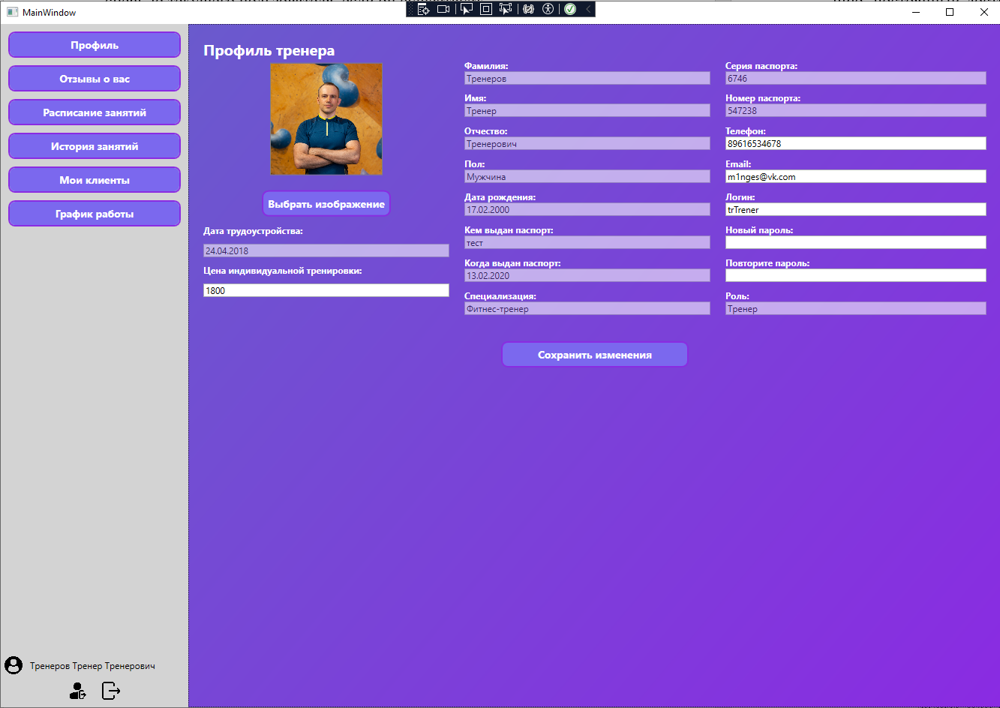 MainWindow
Профиль
Отзывы о вас
Расписание занятий
История занятий
Мои клиенты
График работы
Тренеров Тренер Тренерович
Профиль тренера
Выбрать изображение
Дата трудоустройства:
24.04.2018
Цена индивидуальной тренировки:
1800
Фамилия:
Тренеров
Имя:
Тренер
Отчество:
Тренерович
Пол:
Мужчина
Дата рождения:
17.02.2000
Кем выдан паспорт:
тест
Когда выдан паспорт:
13.02.2020
Специализация:
Фитнес-тренер
Серия паспорта:
6746
Номер паспорта:
547238
Телефон:
89616534678
Email:
m1nges@vk.com
Логин:
trTrener
Новый пароль:
Повторите пароль:
Роль:
Тренер
Сохранить изменения